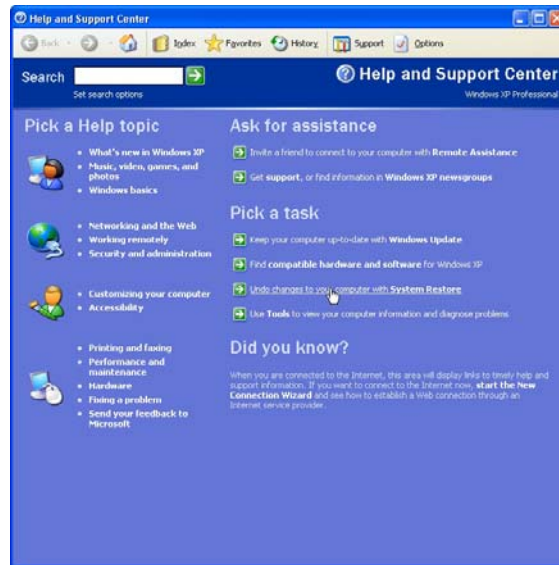 Help and Support Center
Back
Index
Favorites
History
Support
Options
Search
Set search options
Help and Support Center
Windows XP Professional
Pick a Help topic
What's new in Windows XP
Music, video, games, and
photos
Windows basics
Networking and the Web
Working remotely
Security and administration
Customizing your computer
Accessibility
Printing and faxing
Performance and
maintenance
Hardware
Fixing a problem
Send your feedback to
Microsoft
Ask for assistance
Invite a friend to connect to your computer with Remote Assistance
Get support, or find information in Windows XP newsgroups
Pick a task
Keep your computer up-to-date with Windows Update
Find compatible hardware and software for Windows XP
Undo changes to your computer with System Restore
Use Tools to view your computer information and diagnose problems
Did you know?
When you are connected to the Internet, this area will display links to timely help and
support information. If you want to connect to the Internet now, start the New
Connection Wizard and see how to establish a Web connection through an
Internet service provider.